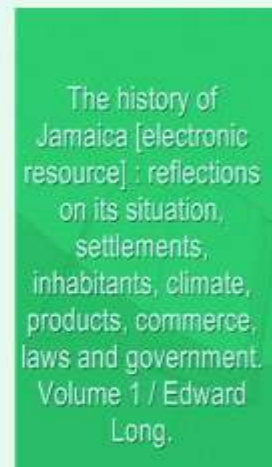 The history of
Jamaica [electronic
resource] : reflections
on its situation,
settlements,
inhabitants, climate,
products, commerce,
laws and government.
Volume 1 / Edward
Long.